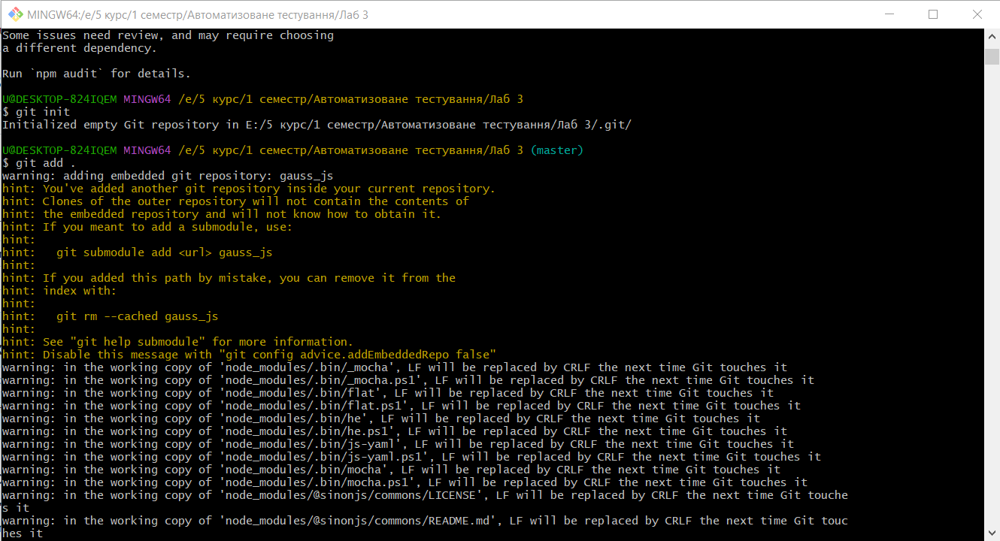 MINGW64:/e/5 курс/1 семестр/Автоматизоване тестування/Лаб 3
Some issues need review, and may require choosing
a different dependency.
Run `npm audit` for details.
U@DESKTOP-824IQEM MINGW64 /e/5 курс/1 семестр/Автоматизоване тестування/Лаб 3
$ git init
Initialized empty Git repository in E:/5 курс/1 семестр/Автоматизоване тестування/Лаб 3/.git/
U@DESKTOP-824IQEM MINGW64 /e/5 курс/1 семестр/Автоматизоване тестування/Лаб 3 (master)
$ git add .
warning: adding embedded git repository: gauss_js
hint: You've added another git repository inside your current repository.
hint: Clones of the outer repository will not contain the contents of
hint: the embedded repository and will not know how to obtain it.
hint: If you meant to add a submodule, use:
hint:
hint:   git submodule add <url> gauss_js
hint:
hint: If you added this path by mistake, you can remove it from the
hint: index with:
hint:
hint:   git rm --cached gauss_js
hint:
hint: See "git help submodule" for more information.
hint: Disable this message with "git config advice.addEmbeddedRepo false"
warning: in the working copy of 'node_modules/.bin/_mocha', LF will be replaced by CRLF the next time Git touches it
warning: in the working copy of 'node_modules/.bin/_mocha.ps1', LF will be replaced by CRLF the next time Git touches it
warning: in the working copy of 'node_modules/.bin/flat', LF will be replaced by CRLF the next time Git touches it
warning: in the working copy of 'node_modules/.bin/flat.ps1', LF will be replaced by CRLF the next time Git touches it
warning: in the working copy of 'node_modules/.bin/he', LF will be replaced by CRLF the next time Git touches it
warning: in the working copy of 'node_modules/.bin/he.ps1', LF will be replaced by CRLF the next time Git touches it
warning: in the working copy of 'node_modules/.bin/js-yaml', LF will be replaced by CRLF the next time Git touches it
warning: in the working copy of 'node_modules/.bin/js-yaml.ps1', LF will be replaced by CRLF the next time Git touches it
warning: in the working copy of 'node_modules/.bin/mocha', LF will be replaced by CRLF the next time Git touches it
warning: in the working copy of 'node_modules/.bin/mocha.ps1', LF will be replaced by CRLF the next time Git touches it
warning: in the working copy of 'node_modules/@sinonjs/commons/LICENSE', LF will be replaced by CRLF the next time Git touche
s it
warning: in the working copy of 'node_modules/@sinonjs/commons/README.md', LF will be replaced by CRLF the next time Git touc
hes it